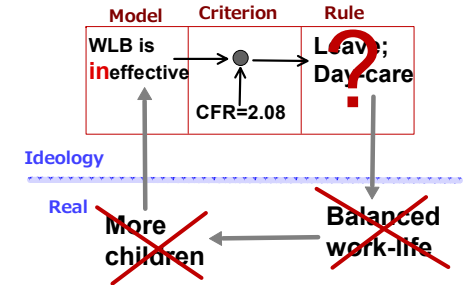 Model Criterion Rule
WLB is
ineffective
Leave;
Day-care
?
CFR=2.08
Ideology
Real
More
children
Balanced
work-life